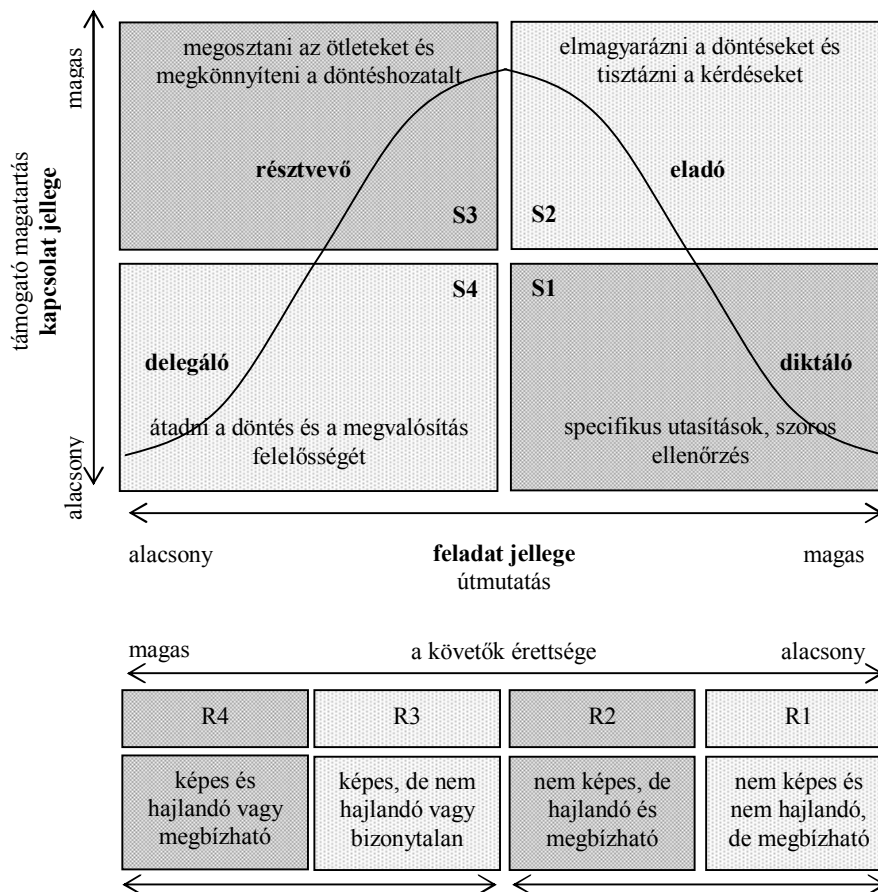 megosztani az ötleteket és
megkönnyíteni a döntéshozatalt
elmagyarázni a döntéseket és
tisztázni a kérdéseket
magas
résztvevő
eladó
S3
S2
támogató magatartás
kapcsolat jellege
S4
S1
delegáló
diktáló
átadni a döntés és a megvalósítás
felelősségét
specifikus utasítások, szoros
ellenőrzés
alacsony
alacsony
feladat jellege
magas
útmutatás
magas
a követők érettsége
alacsony
R4
R3
R2
R1
képes és
hajlandó vagy
megbízható
képes, de nem
hajlandó vagy
bizonytalan
nem képes, de
hajlandó és
megbízható
nem képes és
nem hajlandó,
de megbízható